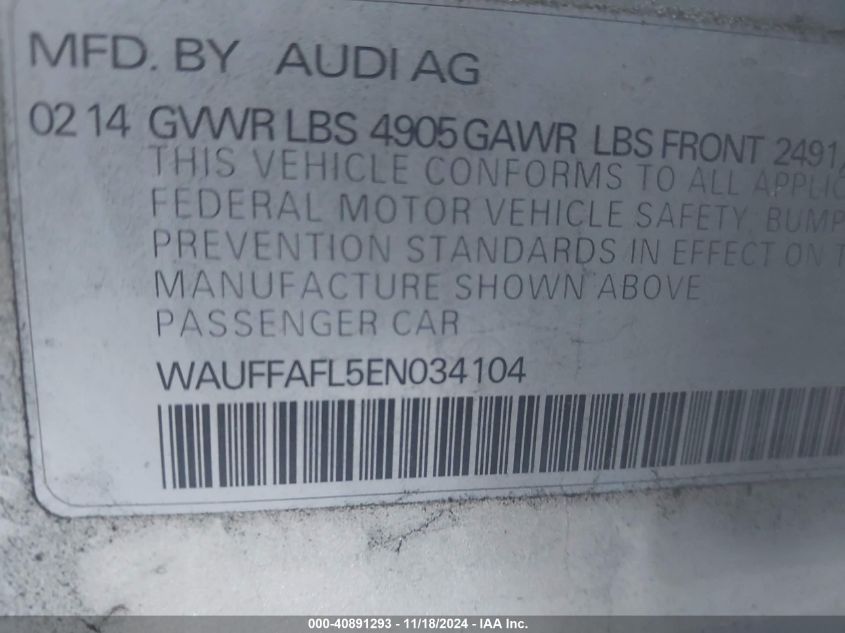 MFD. BY AUDI AG
02 14 GVWR LBS 4905 GAWR LBS FRONT 2491
THIS VEHICLE CONFORMS TO ALL APPLIC
FEDERAL MOTOR VEHICLE SAFETY, BUMP
PREVENTION STANDARDS IN EFFECT ON T
MANUFACTURE SHOWN ABOVE
PASSENGER CAR
WAUFFAFL5EN034104
000-40891293 - 11/18/2024 - IAA Inc.